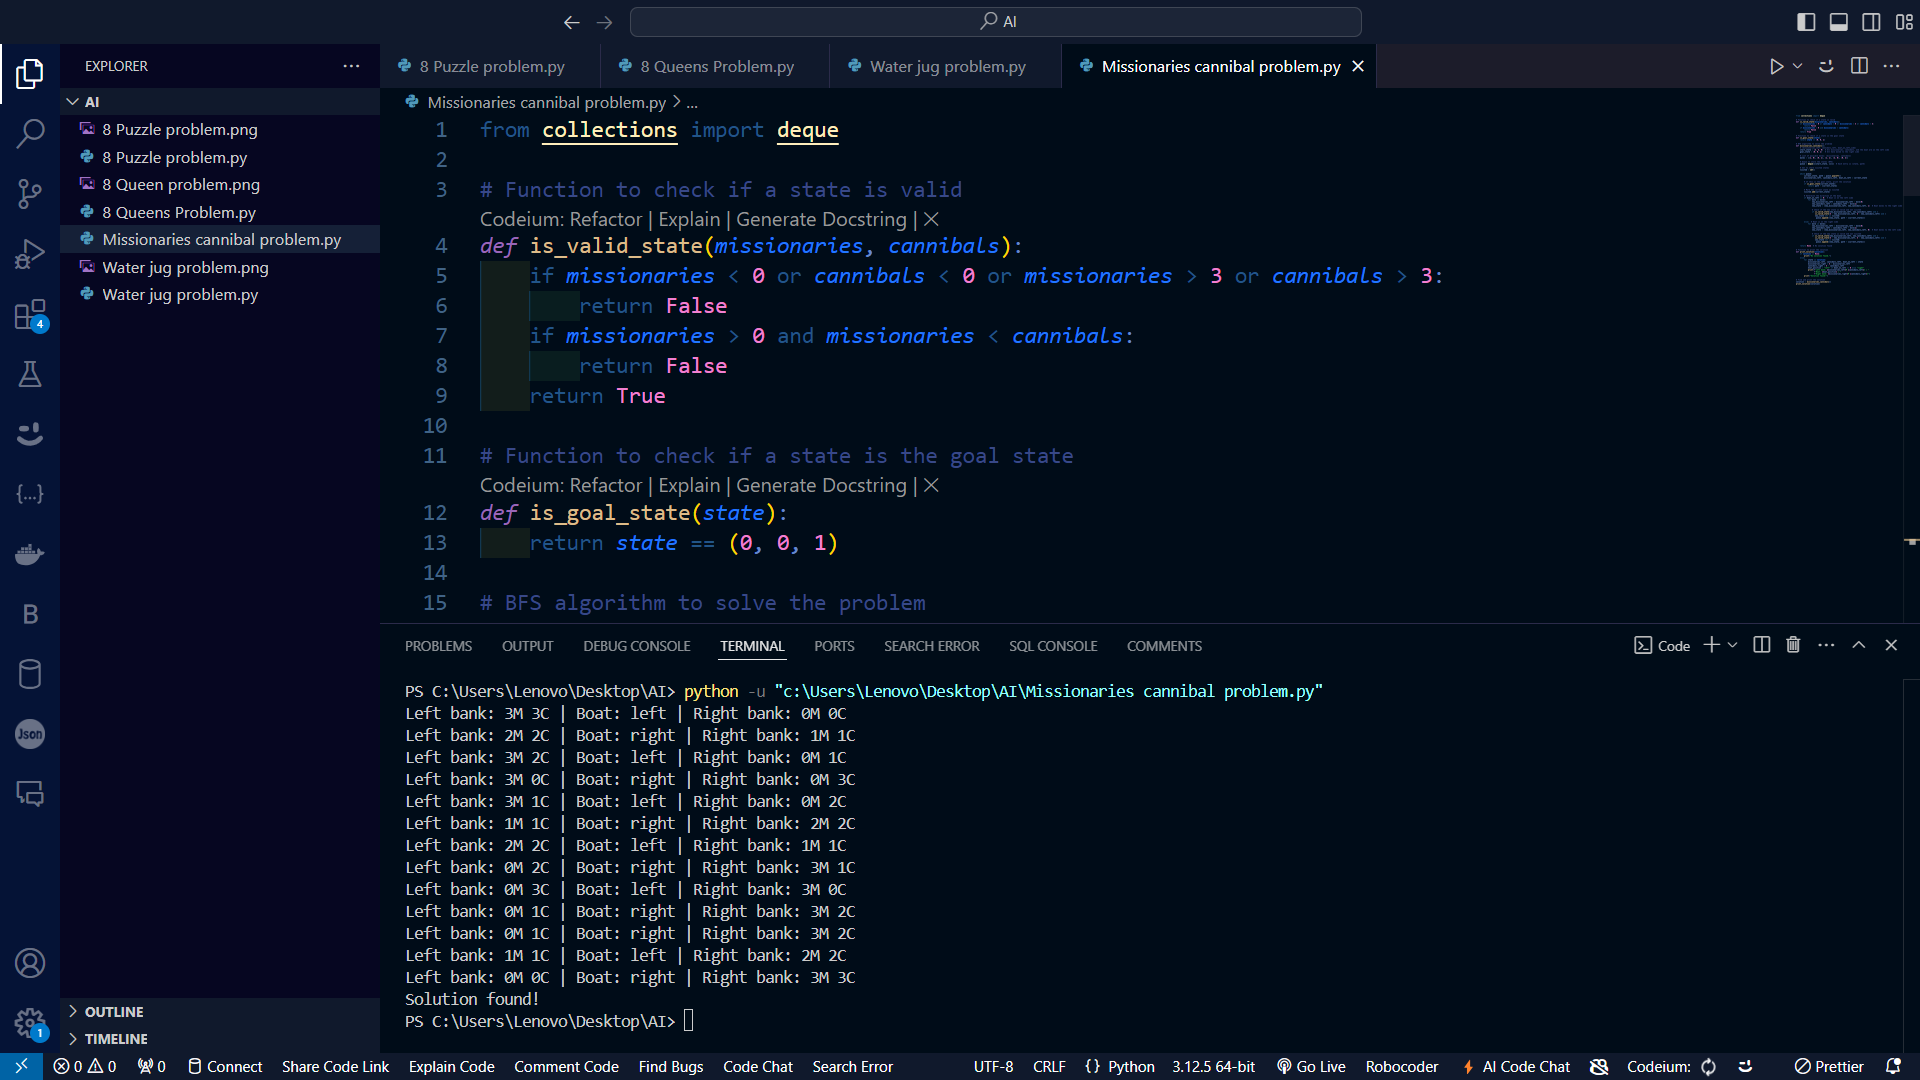 AI
EXPLORER
AI
8 Puzzle problem.png
8 Puzzle problem.py
8 Queen problem.png
8 Queens Problem.py
Missionaries cannibal problem.py
Water jug problem.png
Water jug problem.py
OUTLINE
TIMELINE
4
{...}
B
Json
1
8 Puzzle problem.py
8 Queens Problem.py
Water jug problem.py
Missionaries cannibal problem.py
Missionaries cannibal problem.py > ...
1 from collections import deque
2
3 # Function to check if a state is valid
Codeium: Refactor | Explain | Generate Docstring | ✕
4 def is_valid_state(missionaries, cannibals):
5 if missionaries < 0 or cannibals < 0 or missionaries > 3 or cannibals > 3:
6 return False
7 if missionaries > 0 and missionaries < cannibals:
8 return False
9 return True
10
11 # Function to check if a state is the goal state
Codeium: Refactor | Explain | Generate Docstring | ✕
12 def is_goal_state(state):
13 return state == (0, 0, 1)
14
15 # BFS algorithm to solve the problem
PROBLEMS OUTPUT DEBUG CONSOLE TERMINAL PORTS SEARCH ERROR SQL CONSOLE COMMENTS
Code
PS C:\Users\Lenovo\Desktop\AI> python -u "c:\Users\Lenovo\Desktop\AI\Missionaries cannibal problem.py"
Left bank: 3M 3C | Boat: left | Right bank: 0M 0C
Left bank: 2M 2C | Boat: right | Right bank: 1M 1C
Left bank: 3M 2C | Boat: left | Right bank: 0M 1C
Left bank: 3M 0C | Boat: right | Right bank: 0M 3C
Left bank: 3M 1C | Boat: left | Right bank: 0M 2C
Left bank: 1M 1C | Boat: right | Right bank: 2M 2C
Left bank: 2M 2C | Boat: left | Right bank: 1M 1C
Left bank: 0M 2C | Boat: right | Right bank: 3M 1C
Left bank: 0M 3C | Boat: left | Right bank: 3M 0C
Left bank: 0M 1C | Boat: right | Right bank: 3M 2C
Left bank: 0M 1C | Boat: right | Right bank: 3M 2C
Left bank: 1M 1C | Boat: left | Right bank: 2M 2C
Left bank: 0M 0C | Boat: right | Right bank: 3M 3C
Solution found!
PS C:\Users\Lenovo\Desktop\AI>
0 0 0 Connect Share Code Link Explain Code Comment Code Find Bugs Code Chat Search Error UTF-8 CRLF {} Python 3.12.5 64-bit Go Live Robocoder AI Code Chat Codeium: Prettier